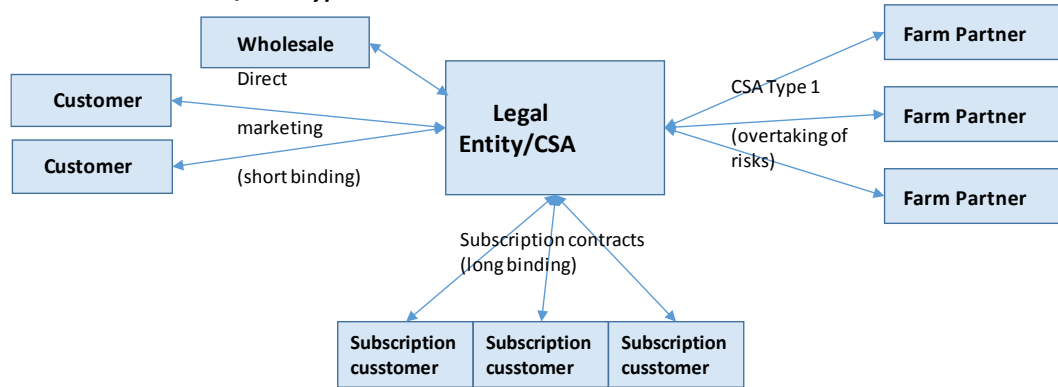 Wholesale
Direct
marketing
(short binding)
Customer
Customer
Legal
Entity/CSA
CSA Type 1
(overtaking of
risks)
Farm Partner
Farm Partner
Farm Partner
Subscription contracts
(long binding)
Subscription
cusstomer
Subscription
cusstomer
Subscription
cusstomer